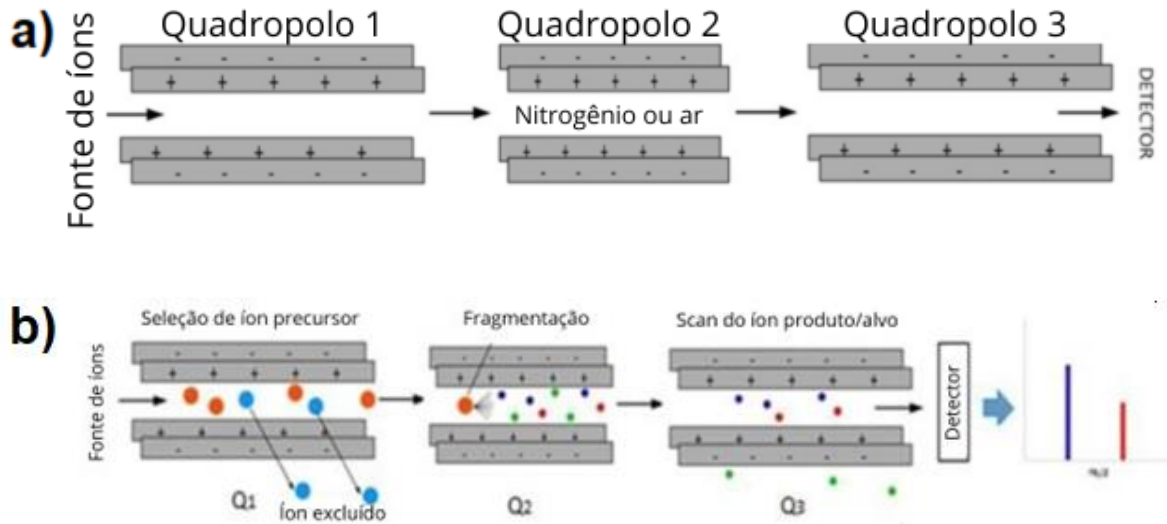 a)
Fonte de íons
Quadropolo 1
Quadropolo 2
Quadropolo 3
- - - - -
+ + + + +
- - - - -
+ + + + +
- - - - -
+ + + + +
Nitrogênio ou ar
DETECTOR
+ + + + +
- - - - -
+ + + + +
- - - - -
+ + + + +
- - - - -
b)
Seleção de íon precursor
Fragmentação
Scan do íon produto/alvo
Fonte de íons
- - - - -
+ + + + +
- - - - -
+ + + + +
- - - - -
+ + + + +
Detector
+ + + + +
- - - - -
+ + + + +
- - - - -
+ + + + +
- - - - -
Q1
Íon excluído
Q2
Q3
m/z